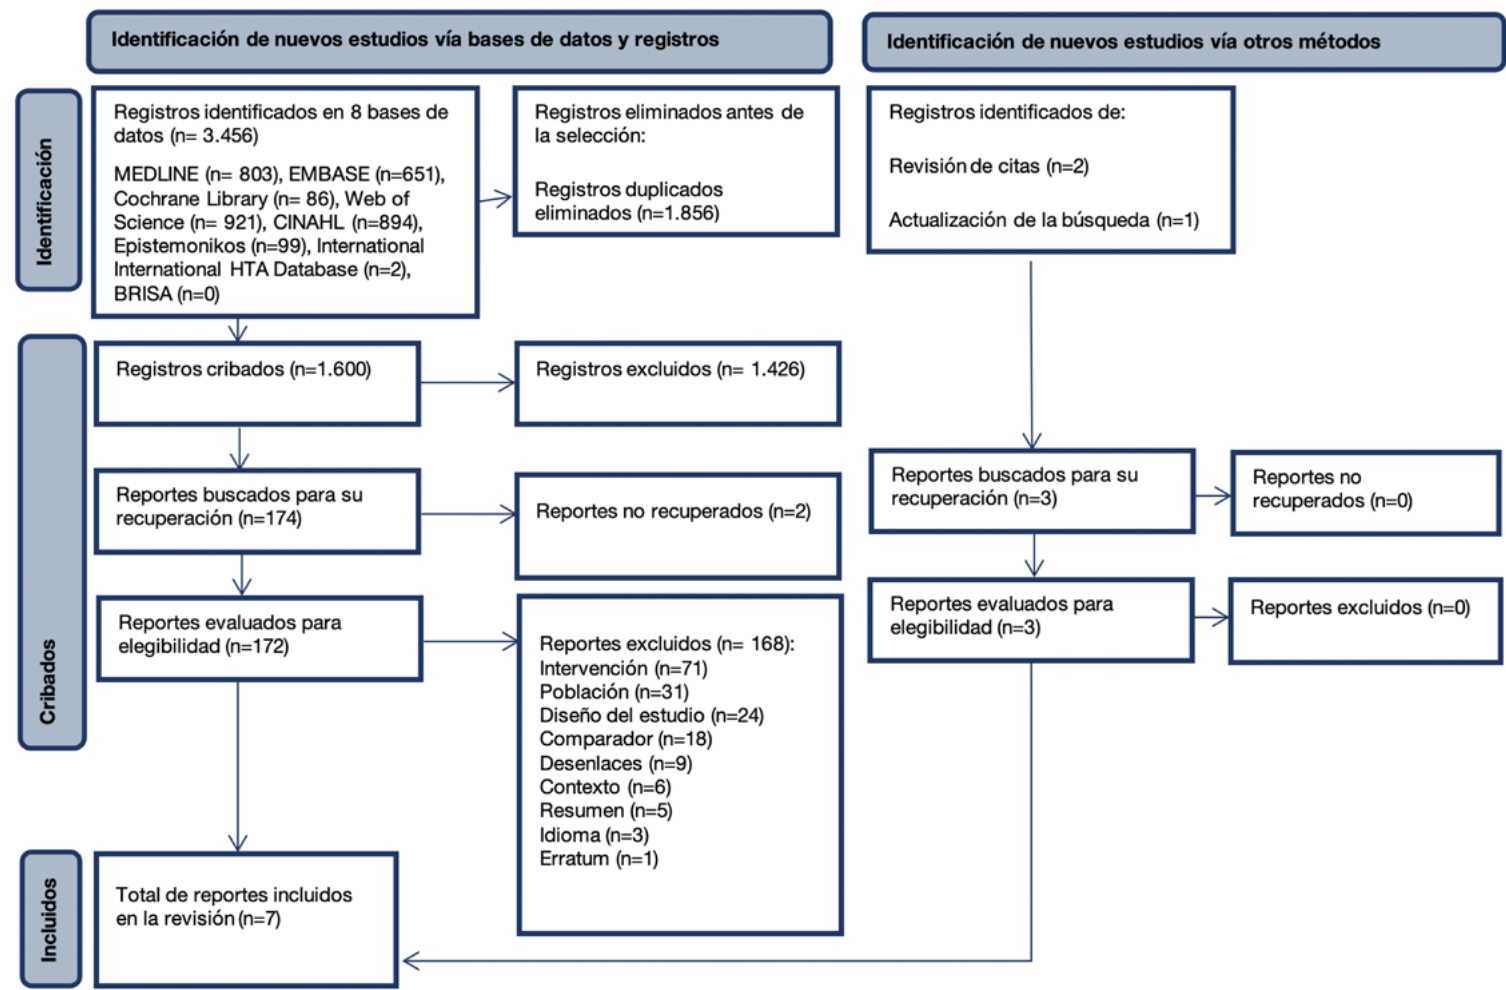 Identificación de nuevos estudios vía bases de datos y registros
Identificación de nuevos estudios vía otros métodos
Identificación
Registros identificados en 8 bases de
datos (n= 3.456)
MEDLINE (n= 803), EMBASE (n=651),
Cochrane Library (n= 86), Web of
Science (n= 921), CINAHL (n=894),
Epistemonikos (n=99), International
International HTA Database (n=2),
BRISA (n=0)
Registros eliminados antes de
la selección:
Registros duplicados
eliminados (n=1.856)
Registros identificados de:
Revisión de citas (n=2)
Actualización de la búsqueda (n=1)
Cribados
Registros cribados (n=1.600)
Registros excluidos (n= 1.426)
Reportes buscados para su
recuperación (n=174)
Reportes no recuperados (n=2)
Reportes buscados para su
recuperación (n=3)
Reportes no
recuperados (n=0)
Reportes evaluados para
elegibilidad (n=172)
Reportes excluidos (n= 168):
Intervención (n=71)
Población (n=31)
Diseño del estudio (n=24)
Comparador (n=18)
Desenlaces (n=9)
Contexto (n=6)
Resumen (n=5)
Idioma (n=3)
Erratum (n=1)
Reportes evaluados para
elegibilidad (n=3)
Reportes excluidos (n=0)
Incluidos
Total de reportes incluidos
en la revisión (n=7)